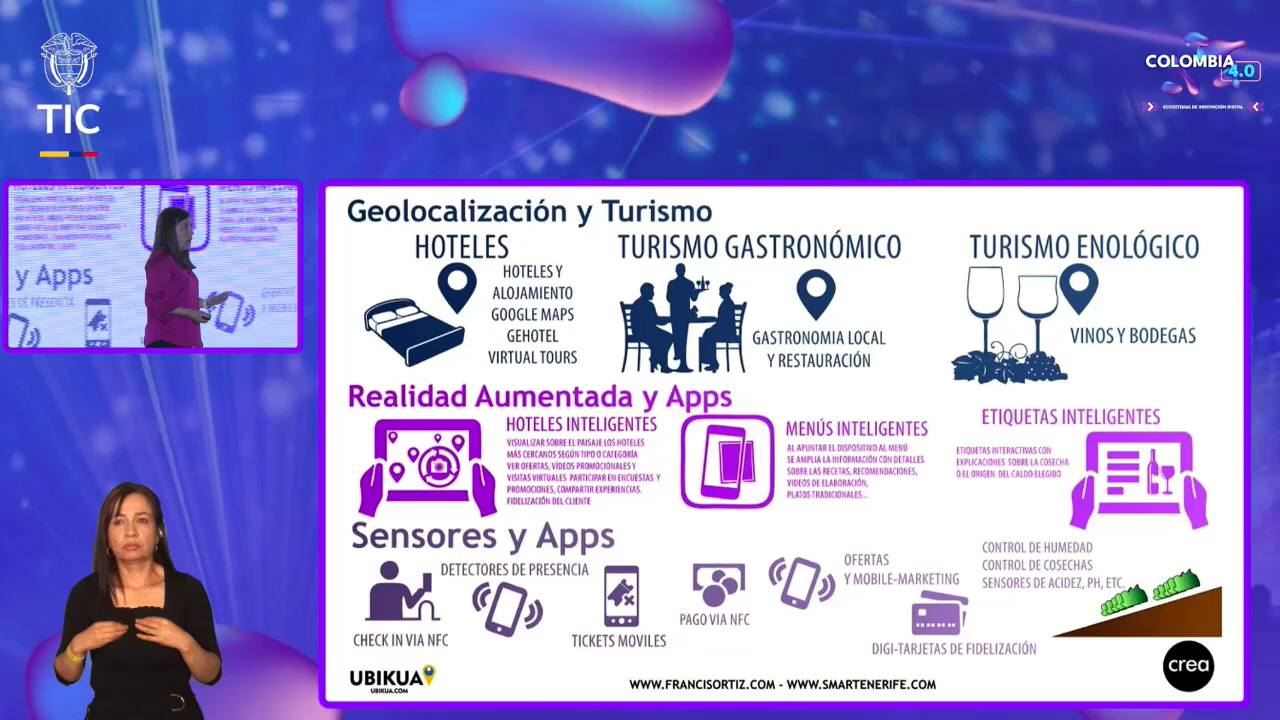 TIC
COLOMBIA
4.0
ECOSISTEMAS DE INNOVACIÓN DIGITAL
y Apps
Geolocalización y Turismo
HOTELES
HOTELES Y
ALOJAMIENTO
GOOGLE MAPS
GEHOTEL
VIRTUAL TOURS
TURISMO GASTRONÓMICO
GASTRONOMIA LOCAL
Y RESTAURACIÓN
TURISMO ENOLÓGICO
VINOS Y BODEGAS
Realidad Aumentada y Apps
HOTELES INTELIGENTES
VISUALIZAR SOBRE EL PAISAJE LOS HOTELES
MÁS CERCANOS SEGÚN TIPO O CATEGORÍA
VER OFERTAS, VÍDEOS PROMOCIONALES Y
VISITAS VIRTUALES PARTICIPAR EN ENCUESTAS Y
PROMOCIONES, COMPARTIR EXPERIENCIAS.
FIDELIZACIÓN DEL CLIENTE
MENÚS INTELIGENTES
AL APUNTAR EL DISPOSITIVO AL MENÚ
SE AMPLIA LA INFORMACIÓN CON DETALLES
SOBRE LAS RECETAS, RECOMENDACIONES,
VIDEOS DE ELABORACIÓN,
PLATOS TRADICIONALES...
ETIQUETAS INTELIGENTES
ETIQUETAS INTERACTIVAS CON
EXPLICACIONES SOBRE LA COSECHA
O EL ORIGEN DEL CALDO ELEGIDO
Sensores y Apps
CHECK IN VIA NFC
DETECTORES DE PRESENCIA
TICKETS MOVILES
PAGO VIA NFC
OFERTAS
Y MOBILE-MARKETING
DIGI-TARJETAS DE FIDELIZACIÓN
CONTROL DE HUMEDAD
CONTROL DE COSECHAS
SENSORES DE ACIDEZ, PH, ETC.
UBIKUA
UBIKUA.COM
WWW.FRANCISORTIZ.COM - WWW.SMARTENERIFE.COM
crea